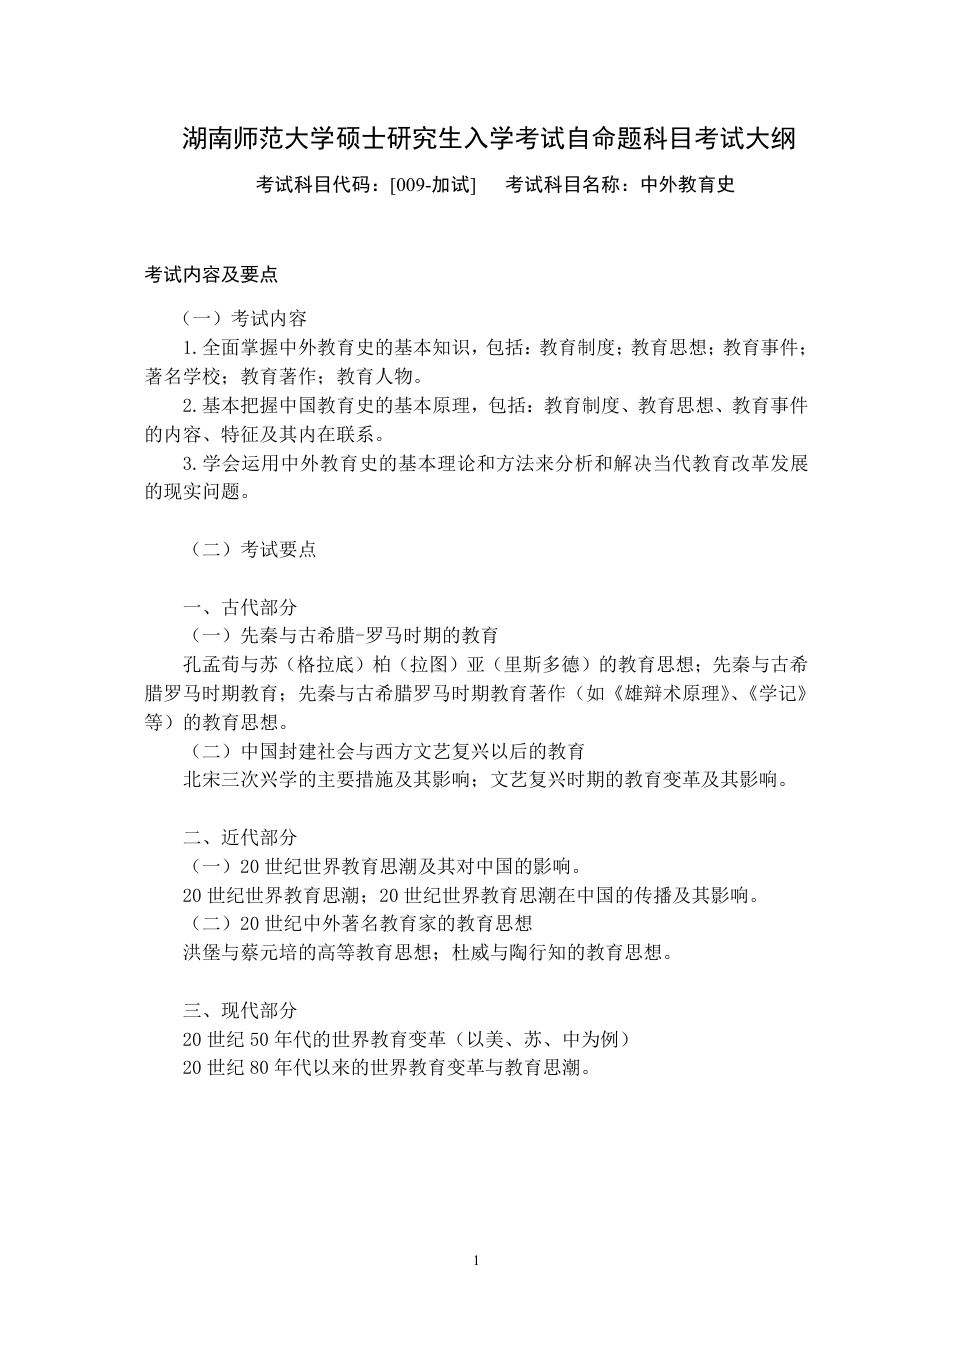 湖南师范大学硕士研究生入学考试自命题科目考试大纲
考试科目代码：[009-加试] 考试科目名称：中外教育史
考试内容及要点
（一）考试内容
1.全面掌握中外教育史的基本知识，包括：教育制度；教育思想；教育事件；
著名学校；教育著作；教育人物。
2.基本把握中国教育史的基本原理，包括：教育制度、教育思想、教育事件
的内容、特征及其内在联系。
3.学会运用中外教育史的基本理论和方法来分析和解决当代教育改革发展
的现实问题。
（二）考试要点
一、古代部分
（一）先秦与古希腊-罗马时期的教育
孔孟荀与苏（格拉底）柏（拉图）亚（里斯多德）的教育思想；先秦与古希
腊罗马时期教育；先秦与古希腊罗马时期教育著作（如《雄辩术原理》、《学记》
等）的教育思想。
（二）中国封建社会与西方文艺复兴以后的教育
北宋三次兴学的主要措施及其影响；文艺复兴时期的教育变革及其影响。
二、近代部分
（一）20 世纪世界教育思潮及其对中国的影响。
20 世纪世界教育思潮；20 世纪世界教育思潮在中国的传播及其影响。
（二）20 世纪中外著名教育家的教育思想
洪堡与蔡元培的高等教育思想；杜威与陶行知的教育思想。
三、现代部分
20 世纪 50 年代的世界教育变革（以美、苏、中为例）
20 世纪 80 年代以来的世界教育变革与教育思潮。
1